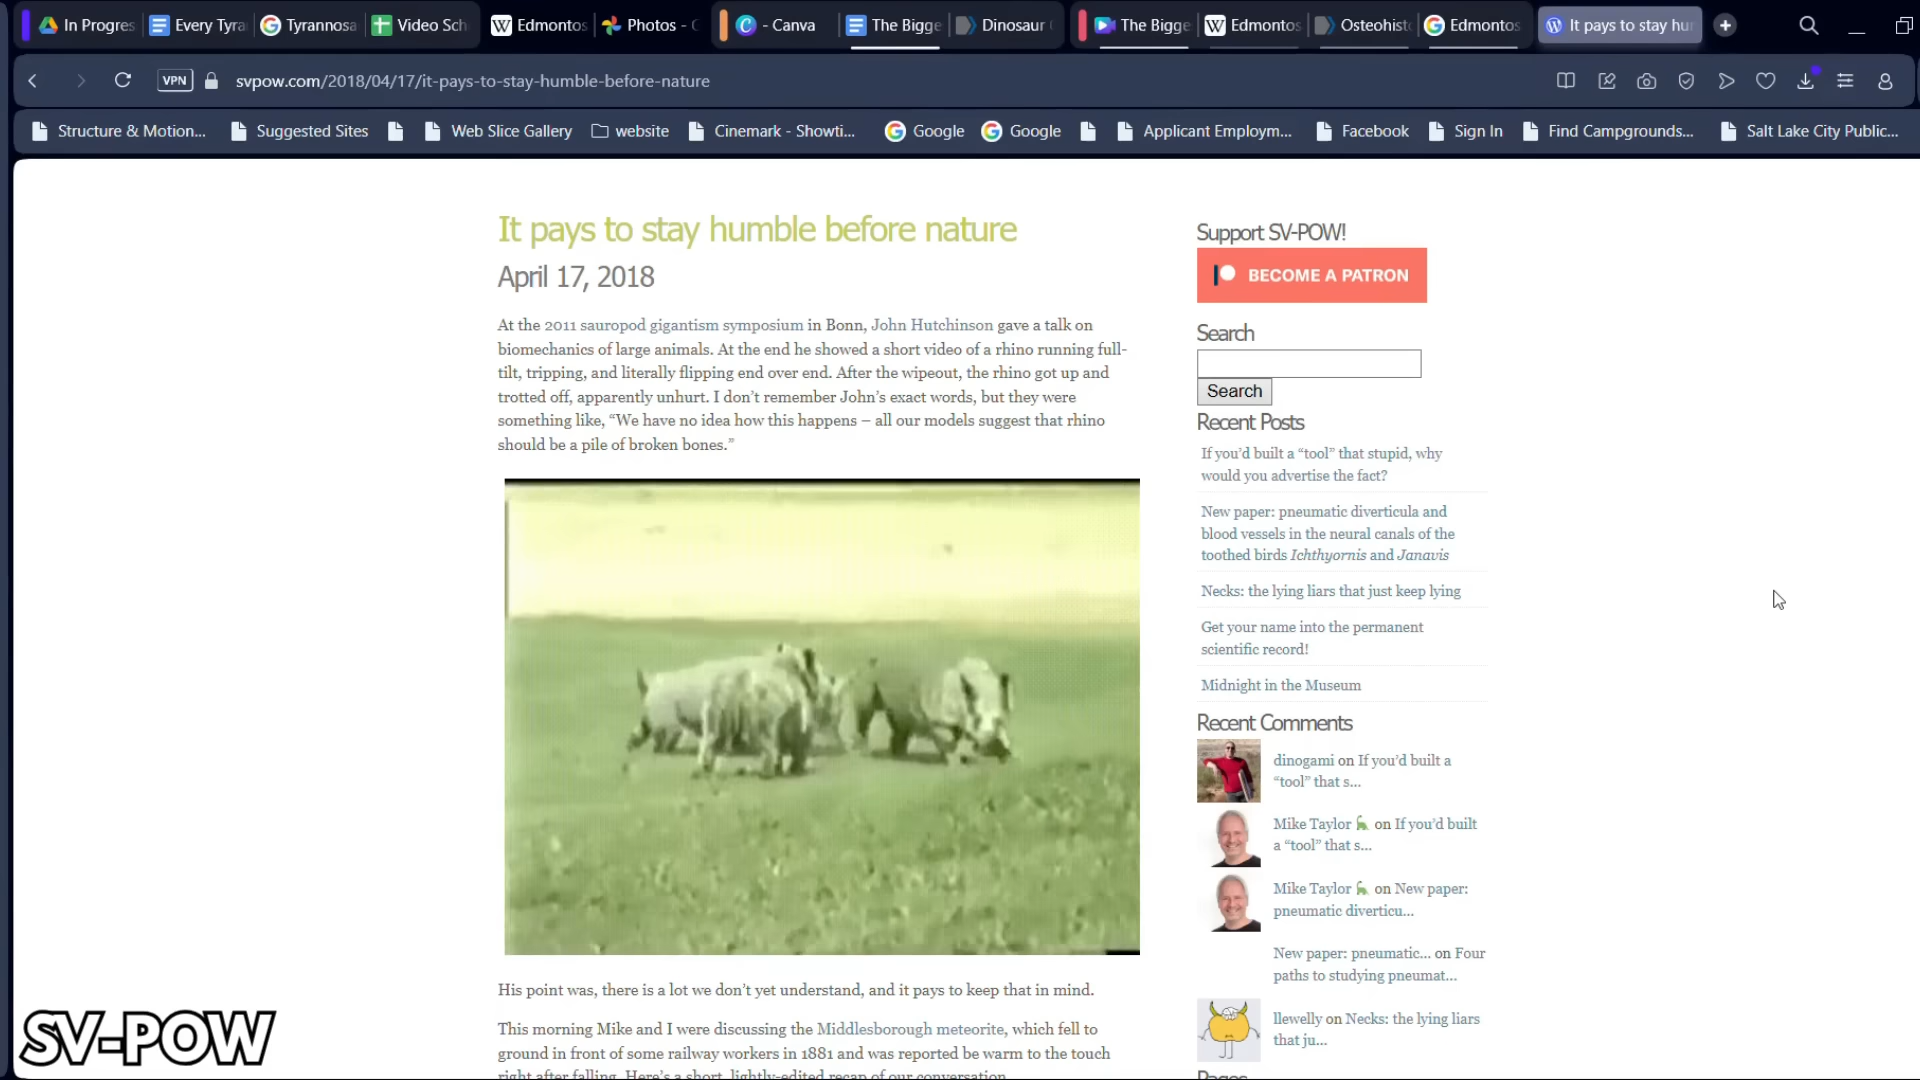 In Progres
Every Tyra
Tyrannosa
Video Sch
Edmontos
Photos - G
- Canva
The Bigge
Dinosaur
The Bigge
Edmontos
Osteohist
Edmontos
It pays to stay hu
VPN
svpow.com/2018/04/17/it-pays-to-stay-humble-before-nature
Structure & Motion...
Suggested Sites
Web Slice Gallery
website
Cinemark - Showti...
Google
Google
Applicant Employm...
Facebook
Sign In
Find Campgrounds...
Salt Lake City Public...
It pays to stay humble before nature
April 17, 2018
At the 2011 sauropod gigantism symposium in Bonn, John Hutchinson gave a talk on
biomechanics of large animals. At the end he showed a short video of a rhino running full-
tilt, tripping, and literally flipping end over end. After the wipeout, the rhino got up and
trotted off, apparently unhurt. I don't remember John's exact words, but they were
something like, “We have no idea how this happens – all our models suggest that rhino
should be a pile of broken bones.”
His point was, there is a lot we don't yet understand, and it pays to keep that in mind.
This morning Mike and I were discussing the Middlesborough meteorite, which fell to
ground in front of some railway workers in 1881 and was reported be warm to the touch
right after falling. Here's a short, lightly-edited recap of our conversation
Support SV-POW!
BECOME A PATRON
Search
Search
Recent Posts
If you'd built a “tool” that stupid, why
would you advertise the fact?
New paper: pneumatic diverticula and
blood vessels in the neural canals of the
toothed birds Ichthyornis and Janavis
Necks: the lying liars that just keep lying
Get your name into the permanent
scientific record!
Midnight in the Museum
Recent Comments
dinogami on If you'd built a
“tool” that s...
Mike Taylor 🦕 on If you'd built
a “tool” that s...
Mike Taylor 🦕 on New paper:
pneumatic diverticu...
New paper: pneumatic... on Four
paths to studying pneumat...
llewelly on Necks: the lying liars
that ju...
Pages
SV-POW